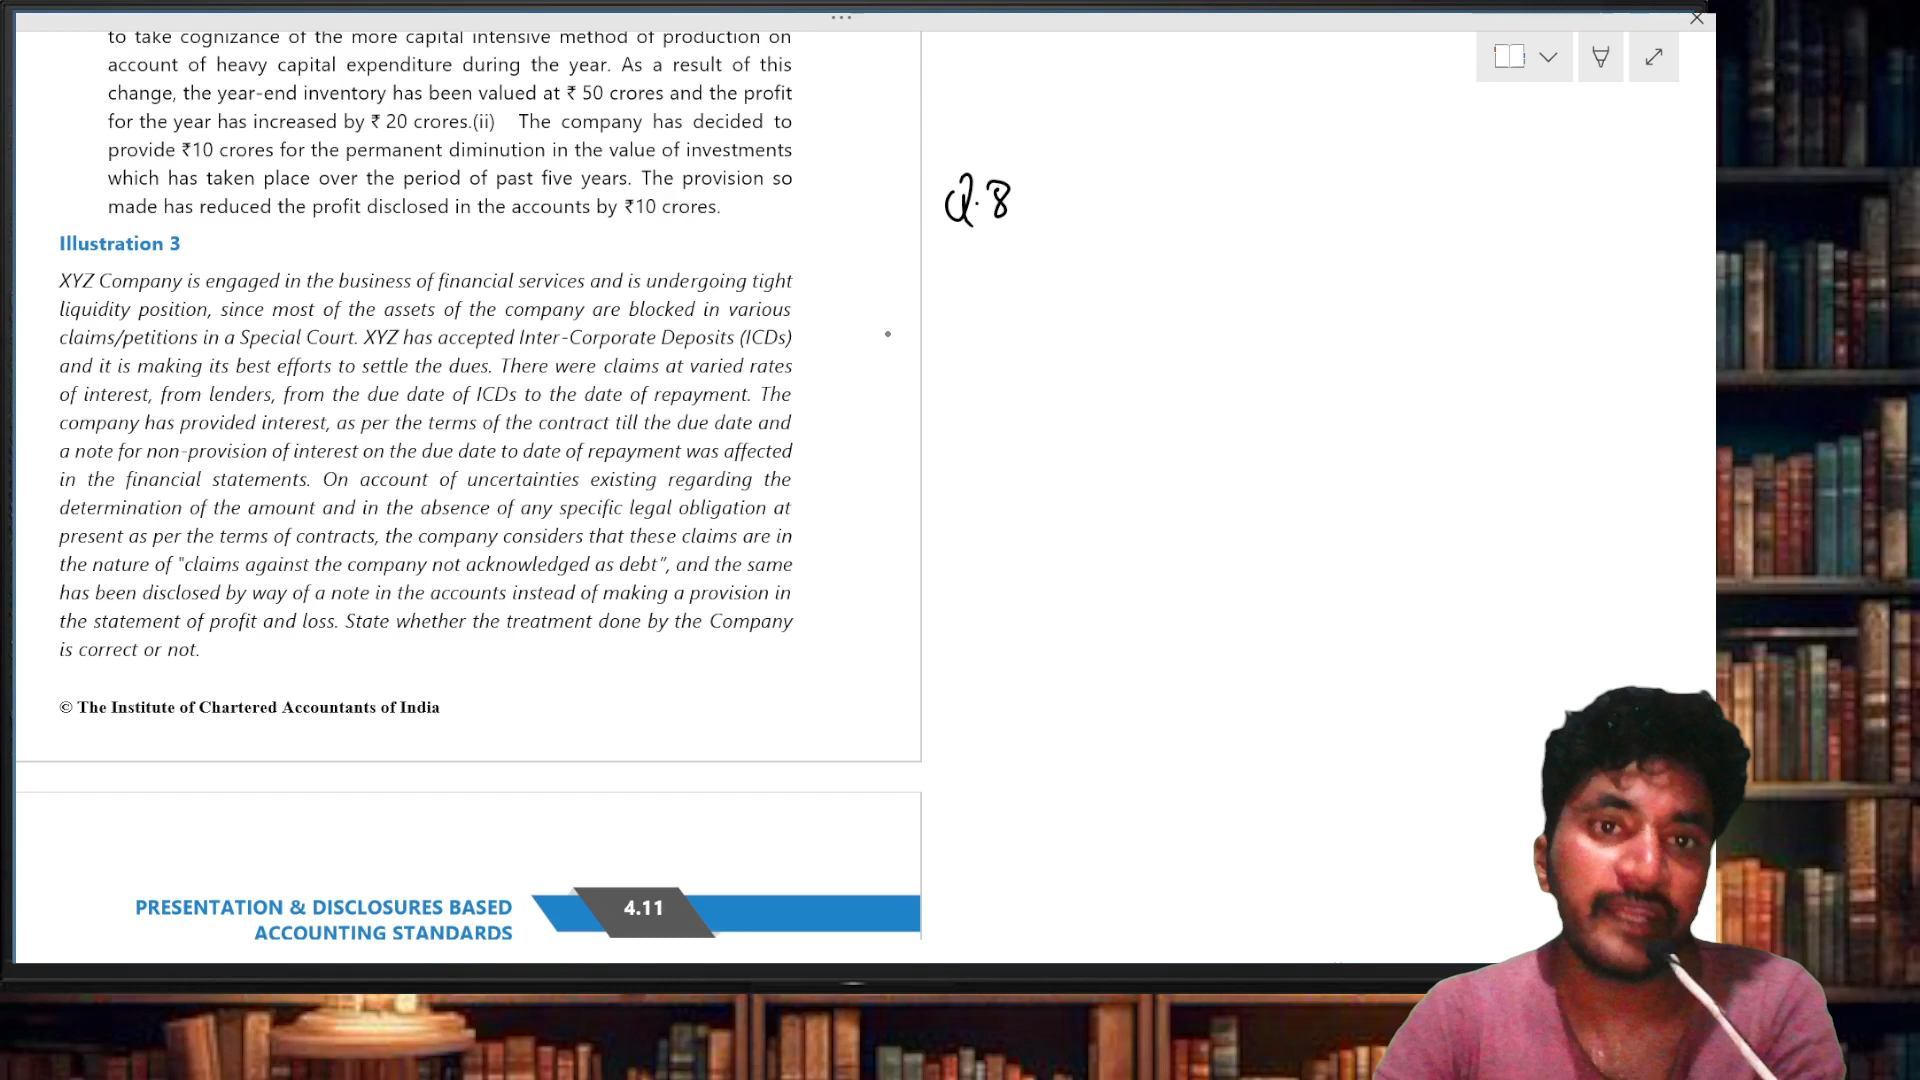 to take cognizance of the more capital intensive method of production on
account of heavy capital expenditure during the year. As a result of this
change, the year-end inventory has been valued at ₹ 50 crores and the profit
for the year has increased by ₹ 20 crores.(ii) The company has decided to
provide ₹10 crores for the permanent diminution in the value of investments
which has taken place over the period of past five years. The provision so
made has reduced the profit disclosed in the accounts by ₹10 crores.
Illustration 3
XYZ Company is engaged in the business of financial services and is undergoing tight
liquidity position, since most of the assets of the company are blocked in various
claims/petitions in a Special Court. XYZ has accepted Inter-Corporate Deposits (ICDs)
and it is making its best efforts to settle the dues. There were claims at varied rates
of interest, from lenders, from the due date of ICDs to the date of repayment. The
company has provided interest, as per the terms of the contract till the due date and
a note for non-provision of interest on the due date to date of repayment was affected
in the financial statements. On account of uncertainties existing regarding the
determination of the amount and in the absence of any specific legal obligation at
present as per the terms of contracts, the company considers that these claims are in
the nature of "claims against the company not acknowledged as debt”, and the same
has been disclosed by way of a note in the accounts instead of making a provision in
the statement of profit and loss. State whether the treatment done by the Company
is correct or not.
© The Institute of Chartered Accountants of India
PRESENTATION & DISCLOSURES BASED
ACCOUNTING STANDARDS
4.11
Q.8